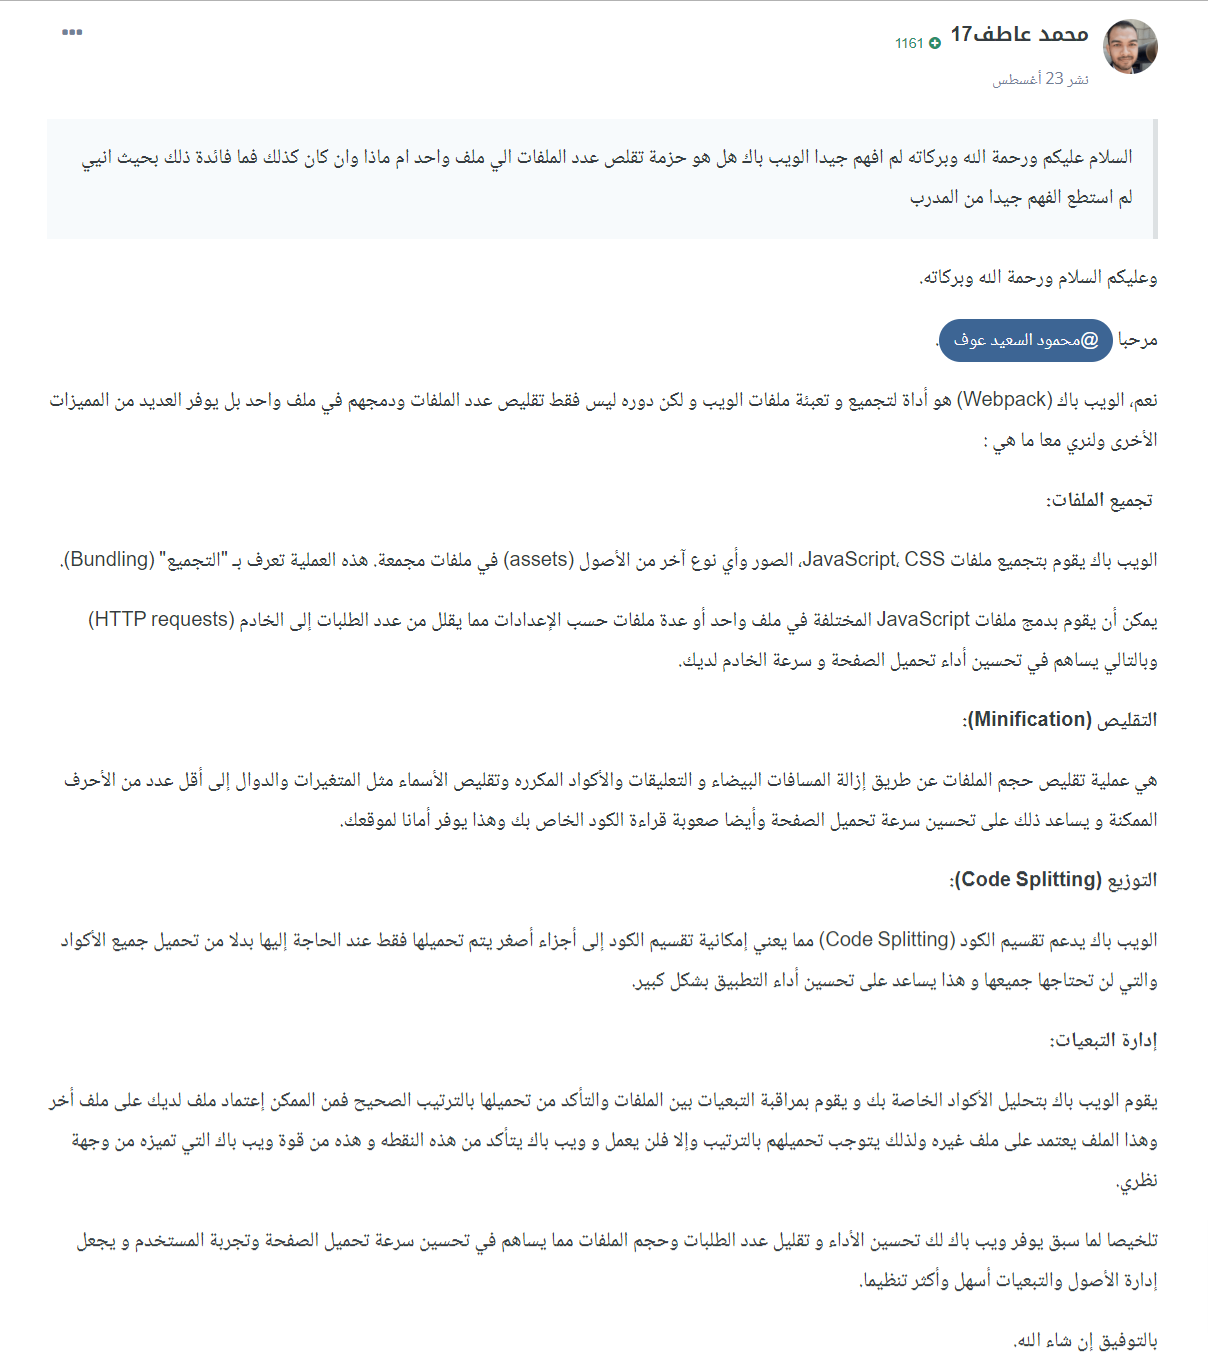 محمد عاطف17
1161
نشر 23 أغسطس
السلام عليكم ورحمة الله وبركاته لم افهم جيدا الويب باك هل هو حزمة تقلص عدد الملفات الي ملف واحد ام ماذا وان كان كذلك فما فائدة ذلك بحيث انيي
لم استطع الفهم جيدا من المدرب
وعليكم السلام ورحمة الله وبركاته.
مرحبا @محمود السعيد عوف.
نعم، الويب باك (Webpack) هو أداة لتجميع و تعبئة ملفات الويب و لكن دوره ليس فقط تقليص عدد الملفات ودمجهم في ملف واحد بل يوفر العديد من المميزات
الأخرى ولنري معا ما هي :
تجميع الملفات:
الويب باك يقوم بتجميع ملفات JavaScript، CSS، الصور وأي نوع آخر من الأصول (assets) في ملفات مجمعة. هذه العملية تعرف بـ "التجميع" (Bundling).
يمكن أن يقوم بدمج ملفات JavaScript المختلفة في ملف واحد أو عدة ملفات حسب الإعدادات مما يقلل من عدد الطلبات إلى الخادم (HTTP requests)
وبالتالي يساهم في تحسين أداء تحميل الصفحة و سرعة الخادم لديك.
التقليص (Minification):
هي عملية تقليص حجم الملفات عن طريق إزالة المسافات البيضاء و التعليقات والأكواد المكرره وتقليص الأسماء مثل المتغيرات والدوال إلى أقل عدد من الأحرف
الممكنة و يساعد ذلك على تحسين سرعة تحميل الصفحة وأيضا صعوبة قراءة الكود الخاص بك وهذا يوفر أمانا لموقعك.
التوزيع (Code Splitting):
الويب باك يدعم تقسيم الكود (Code Splitting) مما يعني إمكانية تقسيم الكود إلى أجزاء أصغر يتم تحميلها فقط عند الحاجة إليها بدلا من تحميل جميع الأكواد
والتي لن تحتاجها جميعها و هذا يساعد على تحسين أداء التطبيق بشكل كبير.
إدارة التبعيات:
يقوم الويب باك بتحليل الأكواد الخاصة بك و يقوم بمراقبة التبعيات بين الملفات والتأكد من تحميلها بالترتيب الصحيح فمن الممكن إعتماد ملف لديك على ملف أخر
وهذا الملف يعتمد على ملف غيره ولذلك يتوجب تحميلهم بالترتيب وإلا فلن يعمل و ويب باك يتأكد من هذه النقطه و هذه من قوة ويب باك التي تميزه من وجهة
نظري.
تلخيصا لما سبق يوفر ويب باك لك تحسين الأداء و تقليل عدد الطلبات وحجم الملفات مما يساهم في تحسين سرعة تحميل الصفحة وتجربة المستخدم و يجعل
إدارة الأصول والتبعيات أسهل وأكثر تنظيما.
بالتوفيق إن شاء الله.